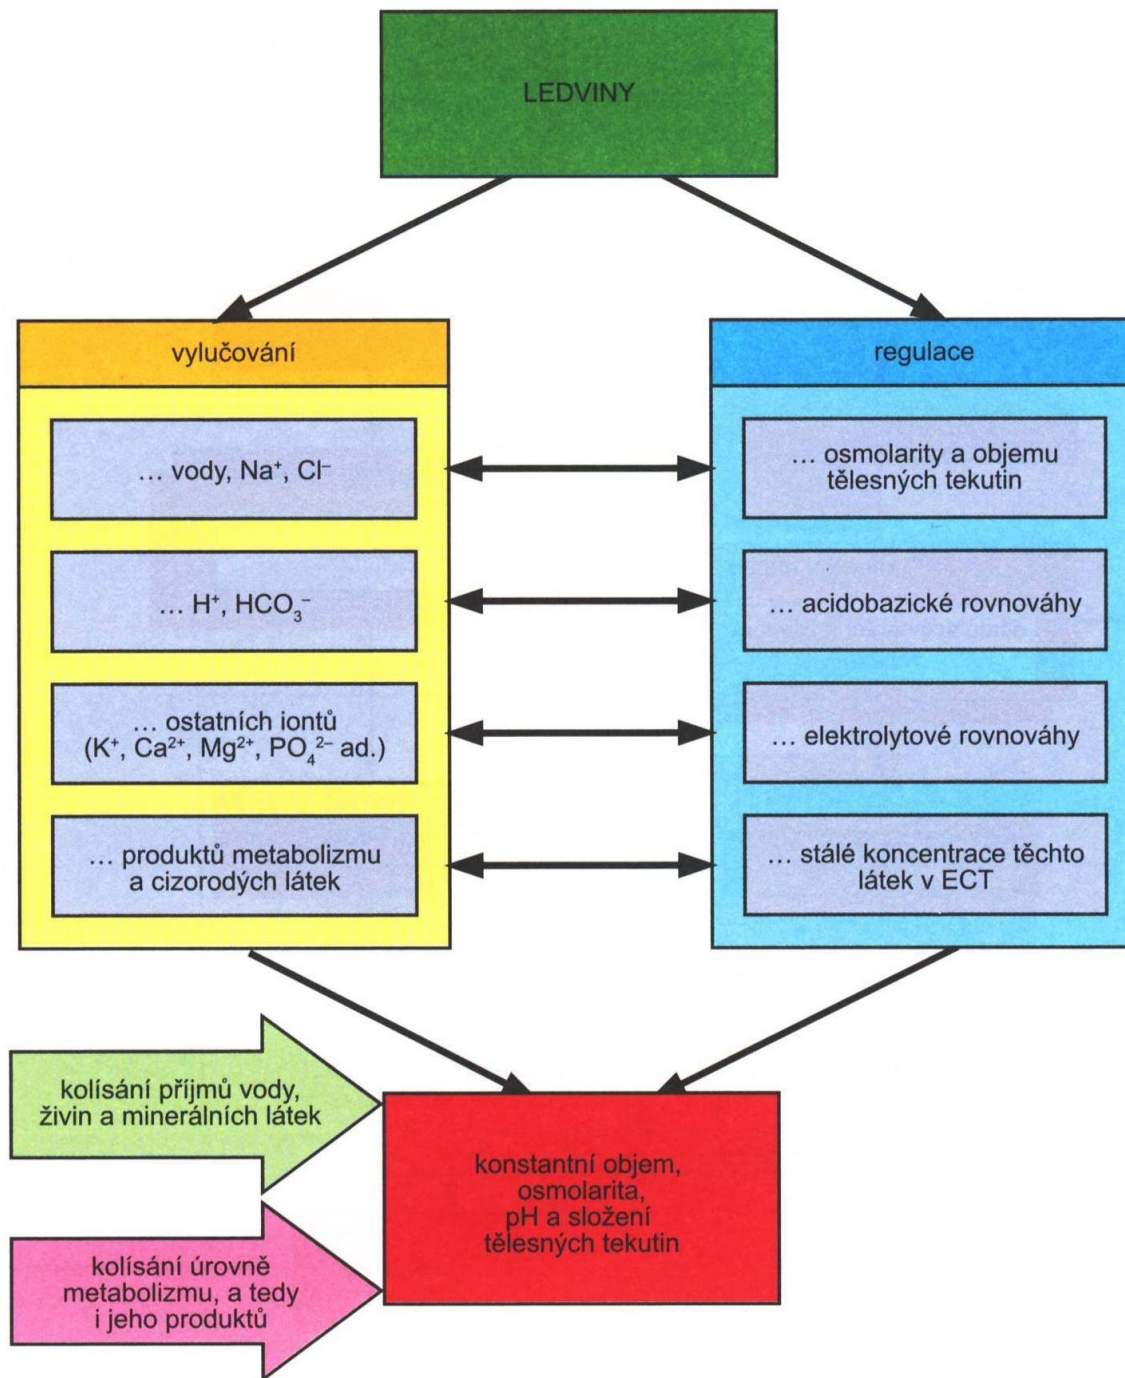 LEDVINY
vylučování
… vody, Na⁺, Cl⁻
… H⁺, HCO₃⁻
… ostatních iontů
(K⁺, Ca²⁺, Mg²⁺, PO₄²⁻ ad.)
… produktů metabolizmu
a cizorodých látek
regulace
… osmolarity a objemu
tělesných tekutin
… acidobazické rovnováhy
… elektrolytové rovnováhy
… stálé koncentrace těchto
látek v ECT
kolísání příjmů vody,
živin a minerálních látek
kolísání úrovně
metabolizmu, a tedy
i jeho produktů
konstantní objem,
osmolarita,
pH a složení
tělesných tekutin